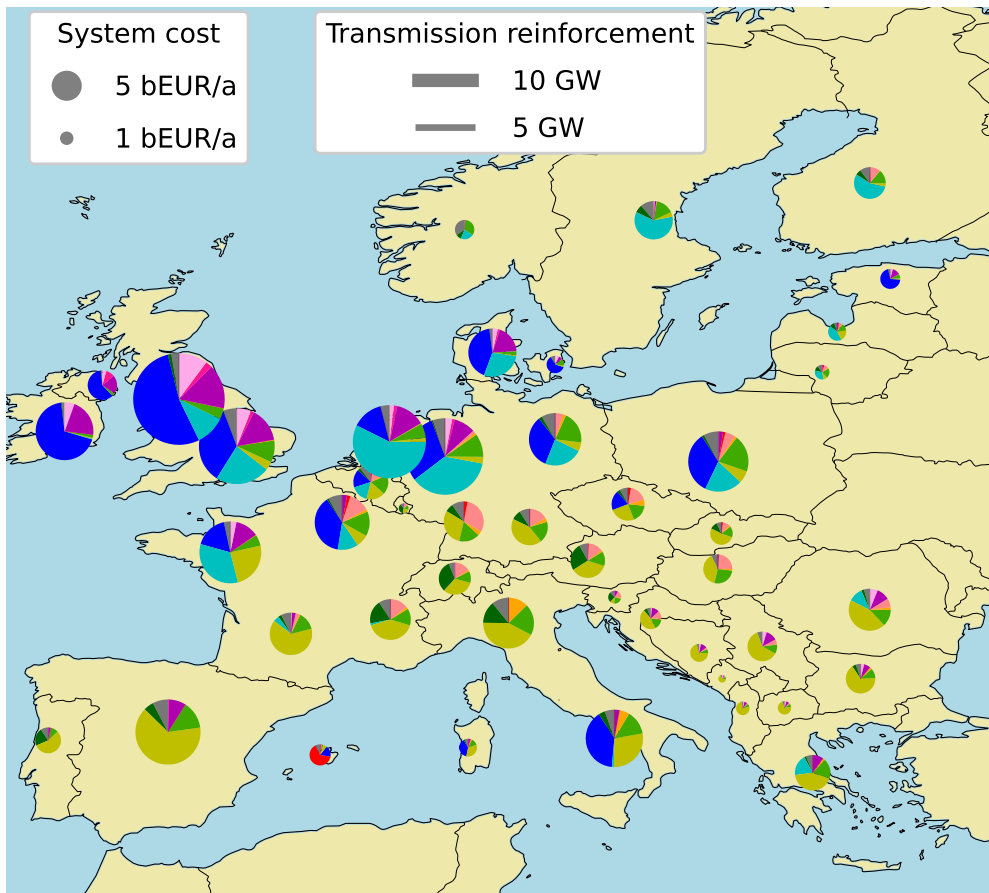 System cost
5 bEUR/a
1 bEUR/a
Transmission reinforcement
10 GW
5 GW